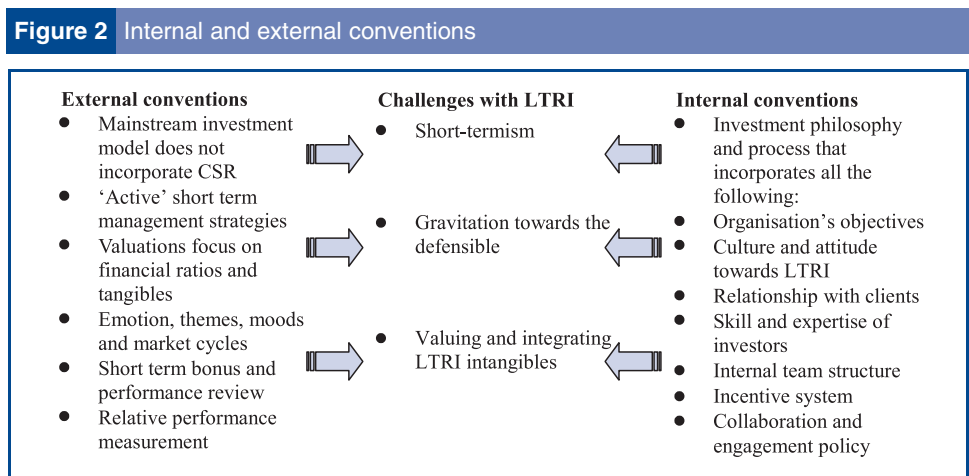 Figure 2 Internal and external conventions
External conventions
● Mainstream investment
model does not
incorporate CSR
● ‘Active’ short term
management strategies
● Valuations focus on
financial ratios and
tangibles
● Emotion, themes, moods
and market cycles
● Short term bonus and
performance review
● Relative performance
measurement
Challenges with LTRI
● Short-termism
● Gravitation towards the
defensible
● Valuing and integrating
LTRI intangibles
Internal conventions
● Investment philosophy
and process that
incorporates all the
following:
● Organisation’s objectives
● Culture and attitude
towards LTRI
● Relationship with clients
● Skill and expertise of
investors
● Internal team structure
● Incentive system
● Collaboration and
engagement policy